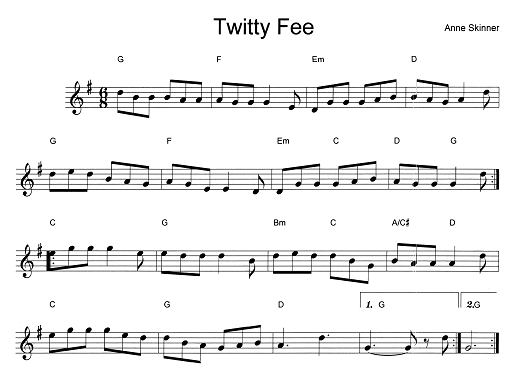 Twitty Fee
Anne Skinner
G F Em D
G F Em C D G
C G Bm C A/C♯ D
C G D 1. G 2.G